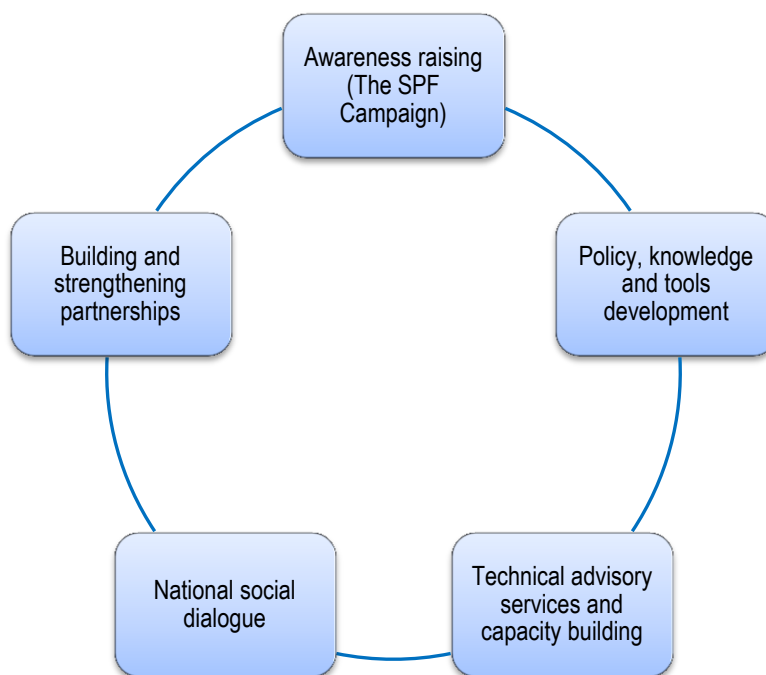 Awareness raising
(The SPF
Campaign)
Policy, knowledge
and tools
development
Technical advisory
services and
capacity building
National social
dialogue
Building and
strengthening
partnerships